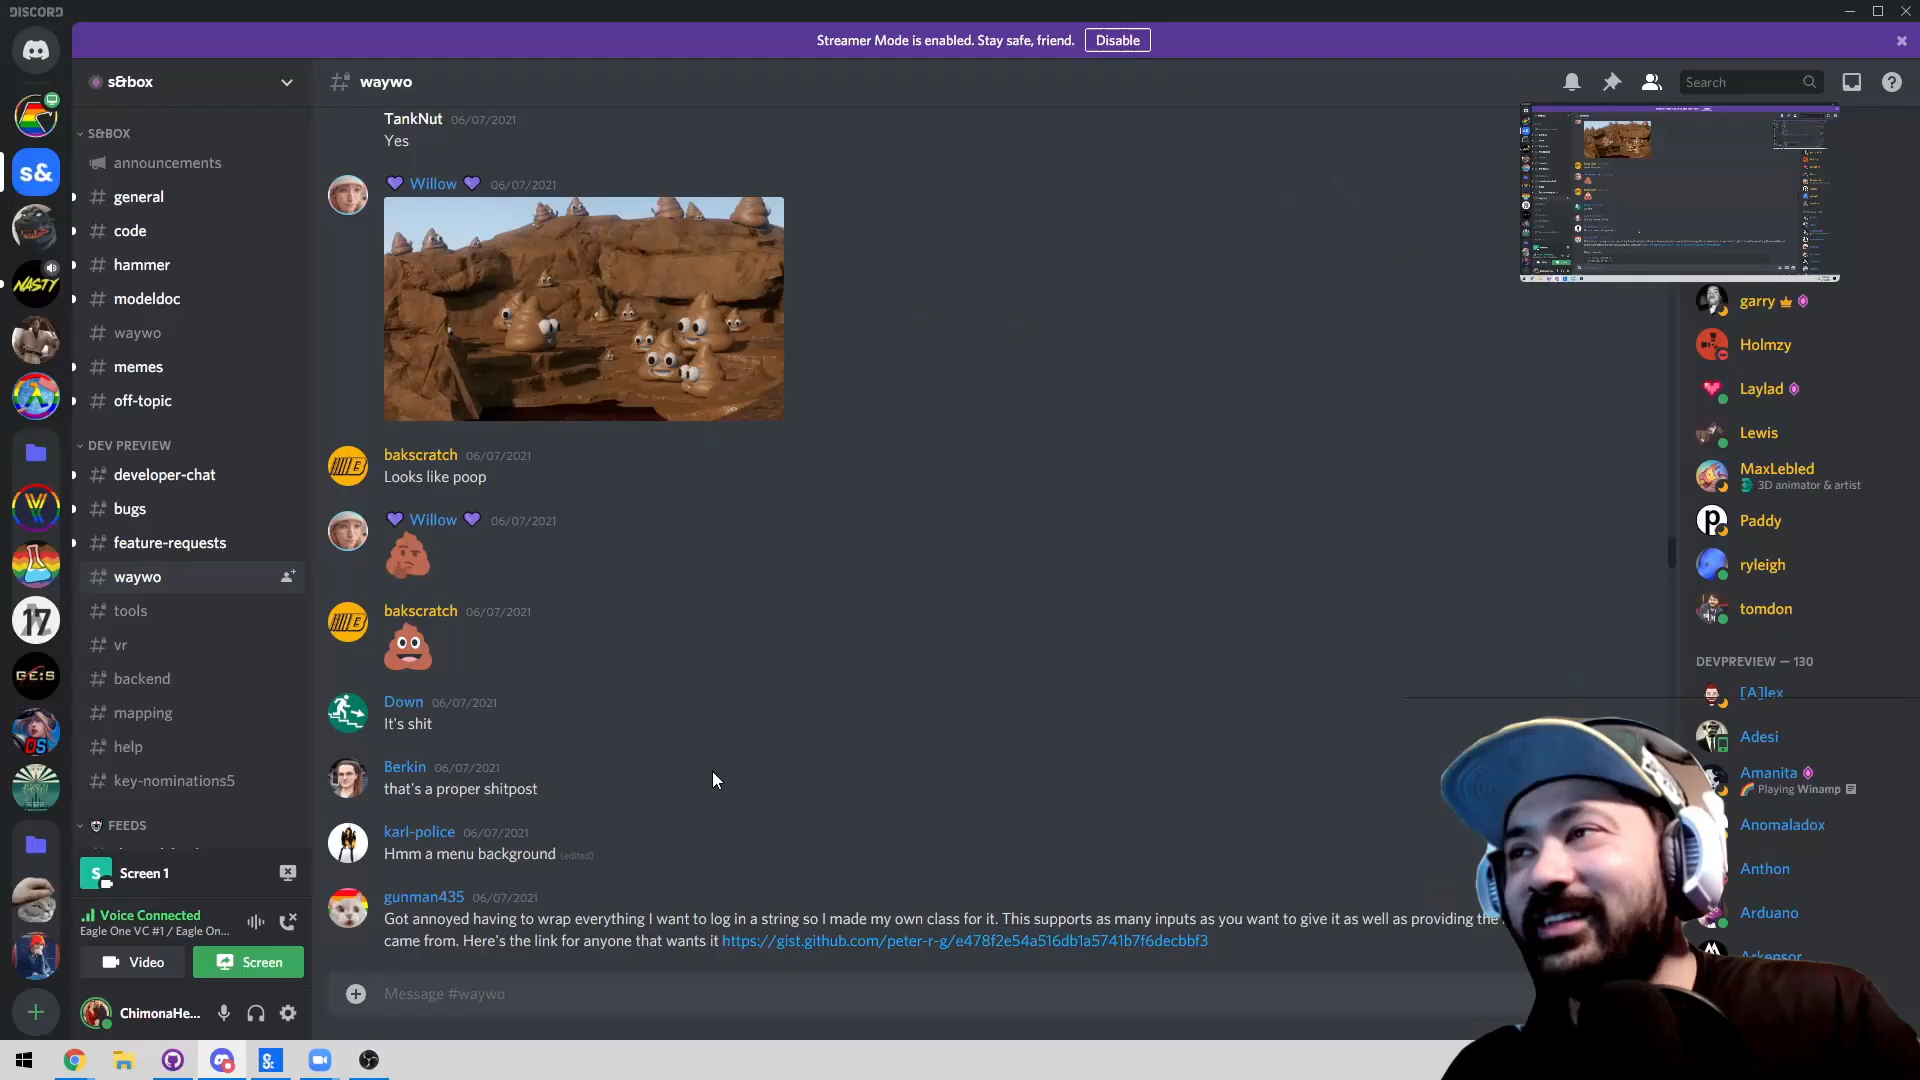 DISCORD
Streamer Mode is enabled. Stay safe, friend.
Disable
s&box
waywo
Search
S&BOX
announcements
general
code
hammer
modeldoc
waywo
memes
off-topic
DEV PREVIEW
developer-chat
bugs
feature-requests
waywo
tools
vr
backend
mapping
help
key-nominations5
FEEDS
S
Screen 1
Voice Connected
Eagle One VC #1 / Eagle On...
Video
Screen
ChimonaHe...
s&
NASTY
17
GE:S
DS
TankNut 06/07/2021
Yes
Willow 06/07/2021
bakscratch 06/07/2021
Looks like poop
Willow 06/07/2021
bakscratch 06/07/2021
Down 06/07/2021
It's shit
Berkin 06/07/2021
that's a proper shitpost
karl-police 06/07/2021
Hmm a menu background (edited)
gunman435 06/07/2021
Got annoyed having to wrap everything I want to log in a string so I made my own class for it. This supports as many inputs as you want to give it as well as providing the
came from. Here's the link for anyone that wants it https://gist.github.com/peter-r-g/e478f2e54a516db1a5741b7f6decbbf3
Message #waywo
garry
Holmzy
Laylad
Lewis
MaxLebled
3D animator & artist
Paddy
ryleigh
tomdon
DEVPREVIEW — 130
[A]lex
Adesi
Amanita
Playing Winamp
Anomaladox
Anthon
Arduano
Arkensor